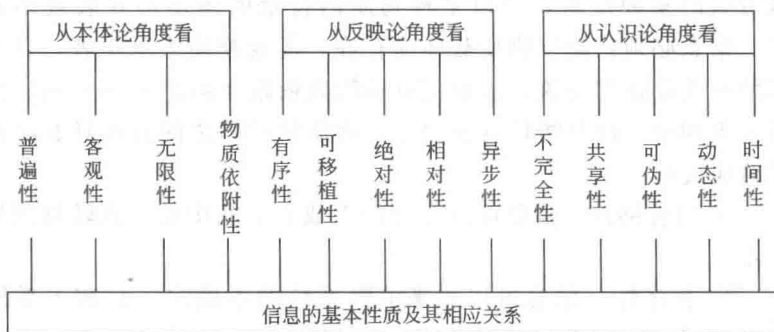 从本体论角度看
从反映论角度看
从认识论角度看
普遍性
客观性
无限性
物质依附性
有序性
可移植性
绝对性
相对性
异步性
不完全性
共享性
可伪性
动态性
时间性
信息的基本性质及其相应关系